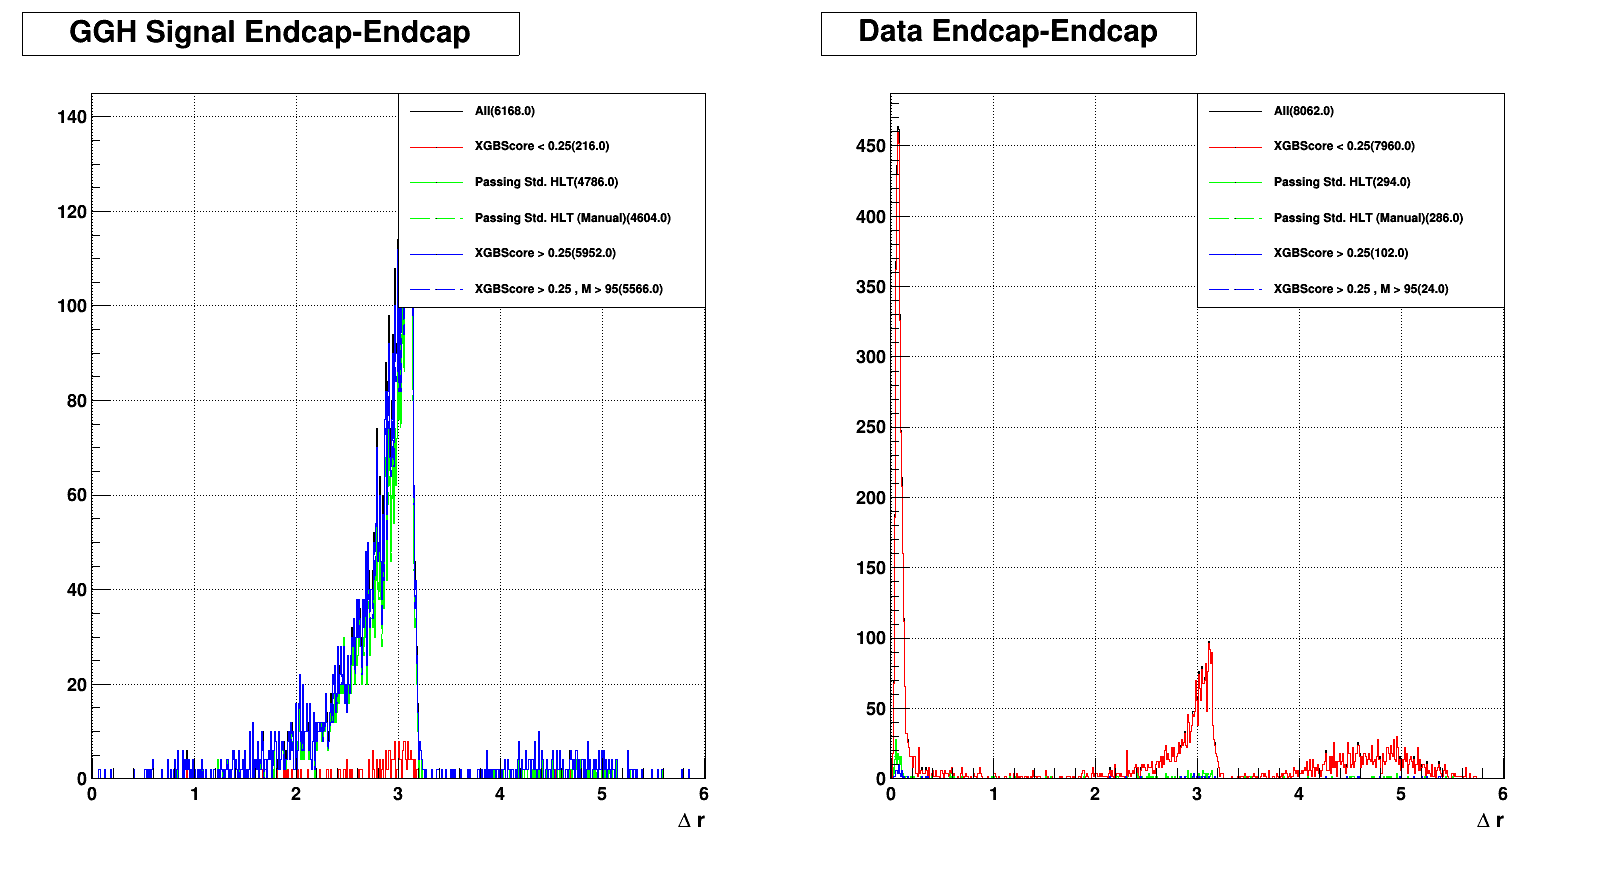 GGH Signal Endcap-Endcap
All(6168.0)
XGBScore < 0.25(216.0)
Passing Std. HLT(4786.0)
Passing Std. HLT (Manual)(4604.0)
XGBScore > 0.25(5952.0)
XGBScore > 0.25 , M > 95(5566.0)
140
120
100
80
60
40
20
0
0 1 2 3 4 5 6
Δ r
Data Endcap-Endcap
All(8062.0)
XGBScore < 0.25(7960.0)
Passing Std. HLT(294.0)
Passing Std. HLT (Manual)(286.0)
XGBScore > 0.25(102.0)
XGBScore > 0.25 , M > 95(24.0)
450
400
350
300
250
200
150
100
50
0
0 1 2 3 4 5 6
Δ r